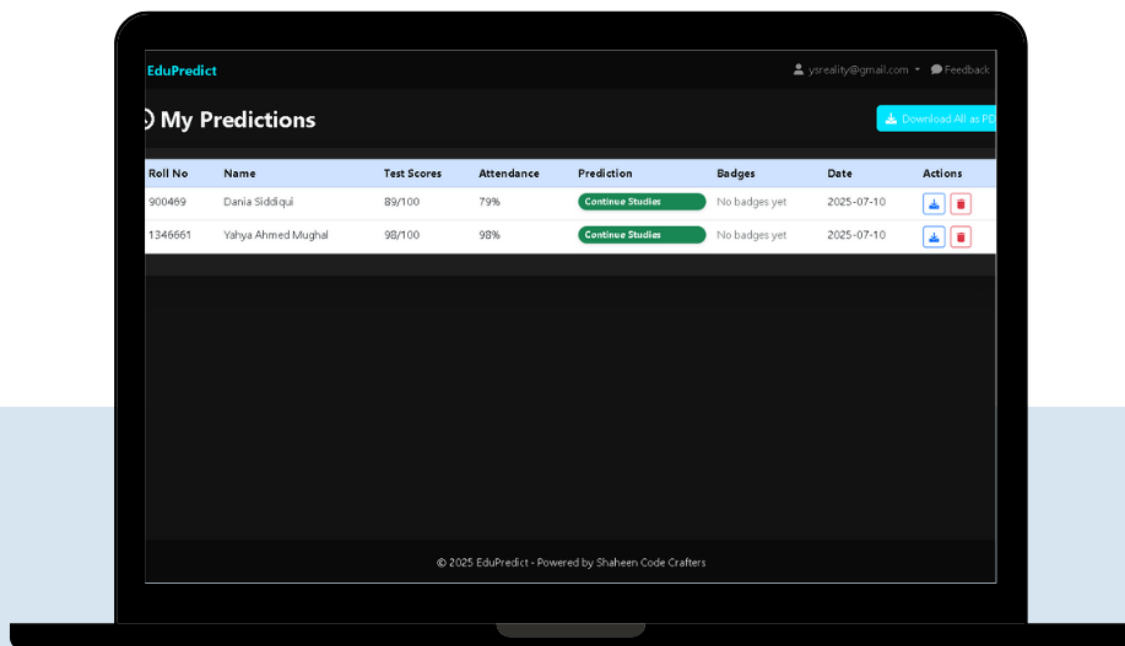 EduPredict ysreality@gmail.com Feedback
My Predictions Download All as PD
Roll No Name Test Scores Attendance Prediction Badges Date Actions
900469 Dania Siddiqui 89/100 79% Continue Studies No badges yet 2025-07-10
1346661 Yahya Ahmed Mughal 98/100 98% Continue Studies No badges yet 2025-07-10
© 2025 EduPredict - Powered by Shaheen Code Crafters